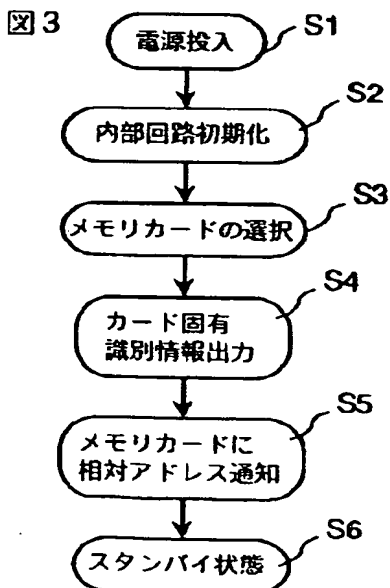 図3
電源投入
S1
内部回路初期化
S2
メモリカードの選択
S3
カード固有
識別情報出力
S4
メモリカードに
相対アドレス通知
S5
スタンバイ状態
S6